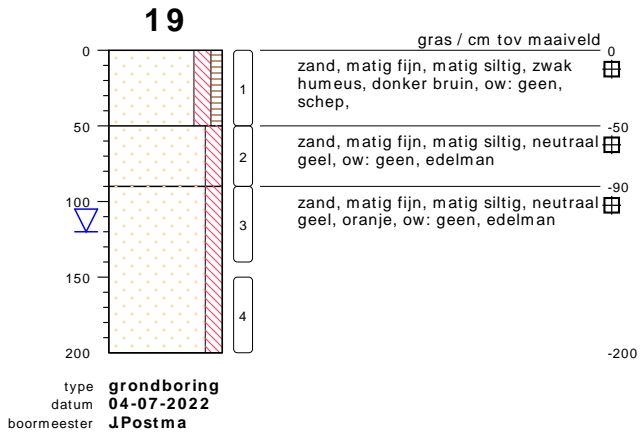 19
gras / cm tov maaiveld
0
0
zand, matig fijn, matig siltig, zwak
humeus, donker bruin, ow: geen,
schep,
1
50
-50
zand, matig fijn, matig siltig, neutraal
geel, ow: geen, edelman
2
-90
zand, matig fijn, matig siltig, neutraal
geel, oranje, ow: geen, edelman
100
3
150
4
200
-200
type grondboring
datum 04-07-2022
boormeester JPostma